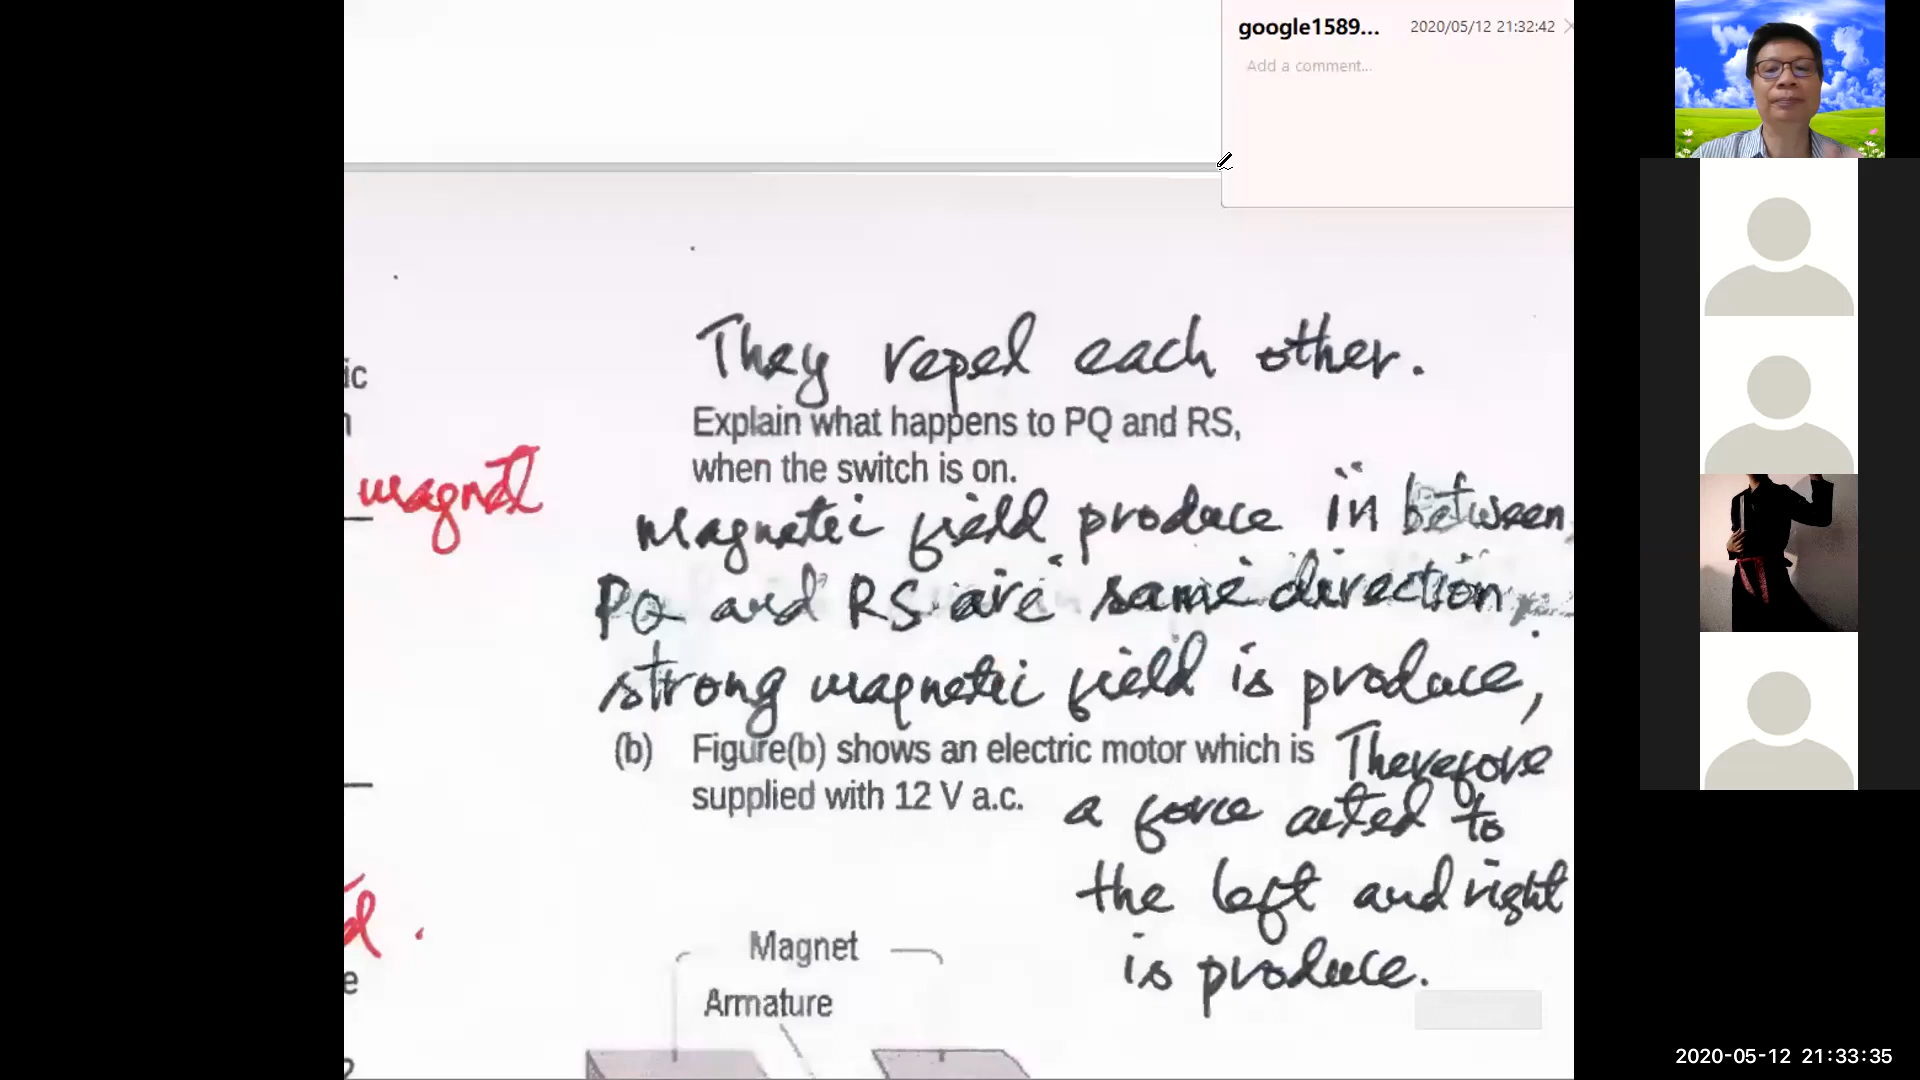 google1589... 2020/05/12 21:32:42
Add a comment...
They repel each other.
ic
Explain what happens to PQ and RS,
when the switch is on.
magnet
Magnetic field produce in between
PQ and RS are same direction,
strong magnetic field is produce,
(b) Figure(b) shows an electric motor which is
supplied with 12 V a.c.
Therefore
a force acted to
the left and right
is produce.
d.
e
Magnet
Armature
2020-05-12 21:33:35